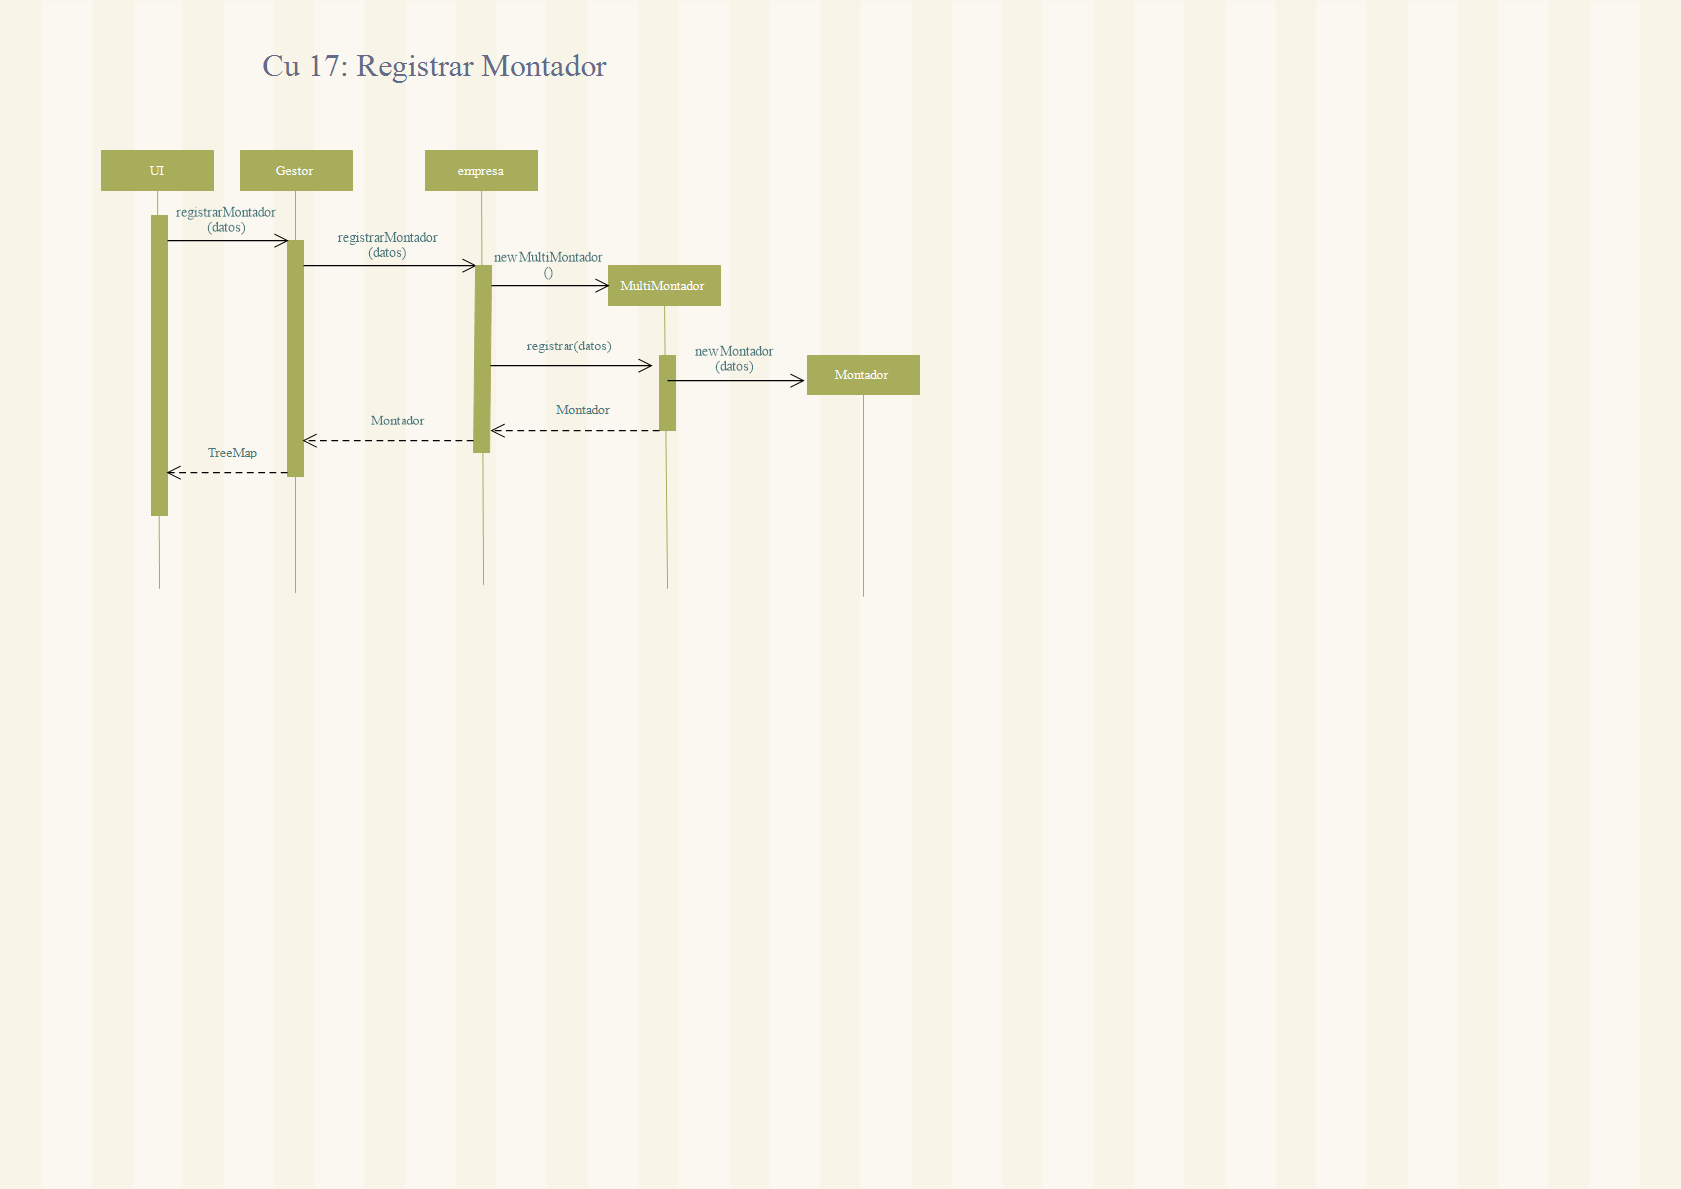 Cu 17: Registrar Montador
UI
Gestor
empresa
registrarMontador
(datos)
registrarMontador
(datos)
new MultiMontador
()
MultiMontador
registrar(datos)
new Montador
(datos)
Montador
Montador
Montador
TreeMap